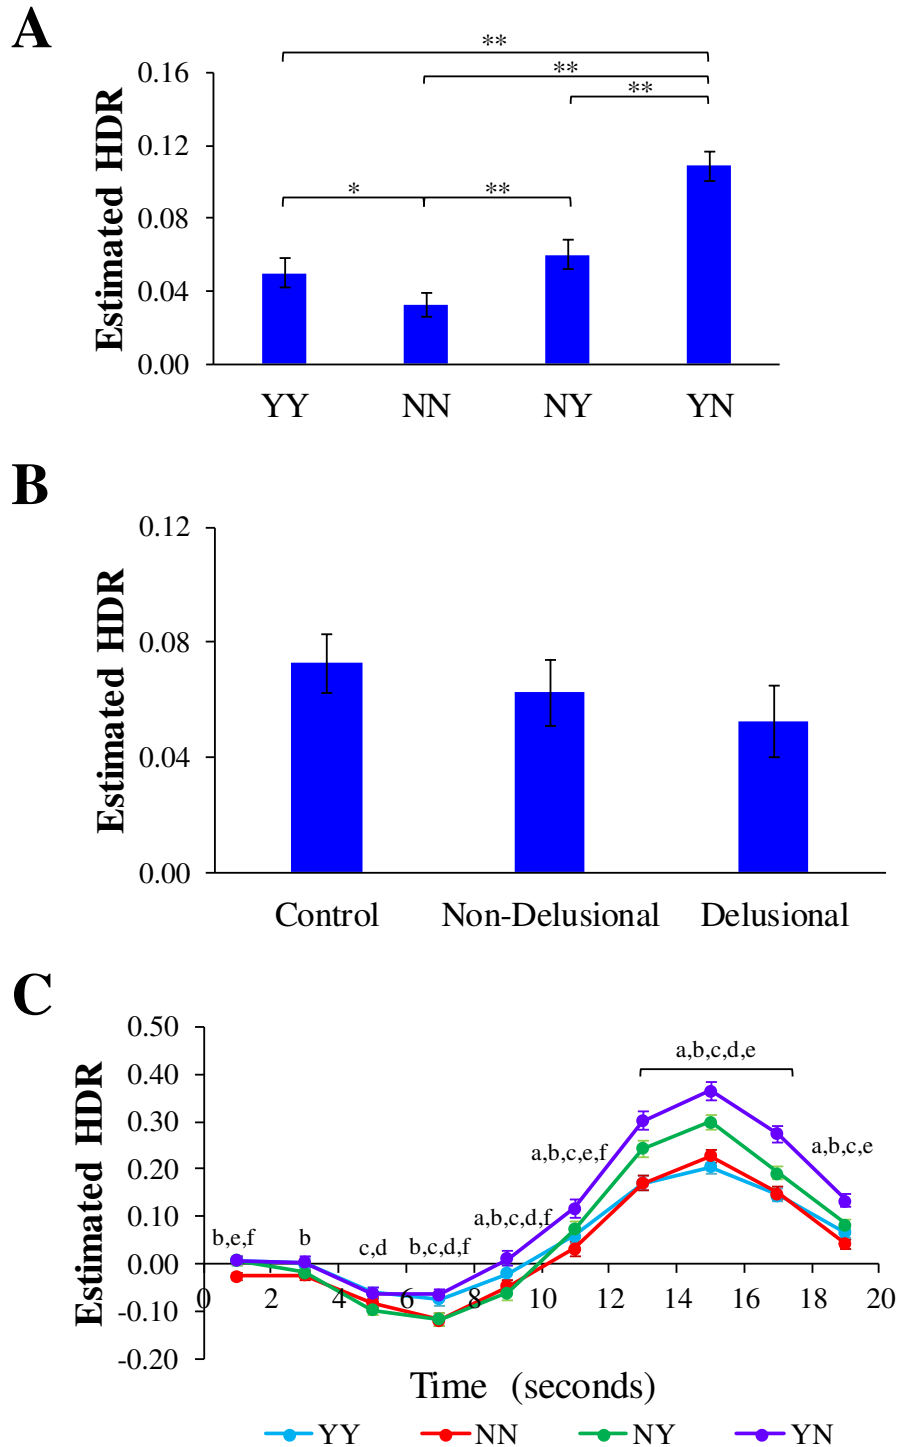 A
**
**
**
0.16
0.12
*
**
0.08
0.04
0.00
Estimated HDR
YY NN NY YN
B
0.12
0.08
0.04
0.00
Estimated HDR
Control Non-Delusional Delusional
C
0.50
0.40
0.30
0.20
0.10
0.00
-0.10
-0.20
Estimated HDR
a,b,c,d,e
a,b,c,e,f
a,b,c,e
a,b,c,d,f
b,e,f
b
c,d
b,c,d,f
0 2 4 6 8 10 12 14 16 18 20
Time (seconds)
YY NN NY YN